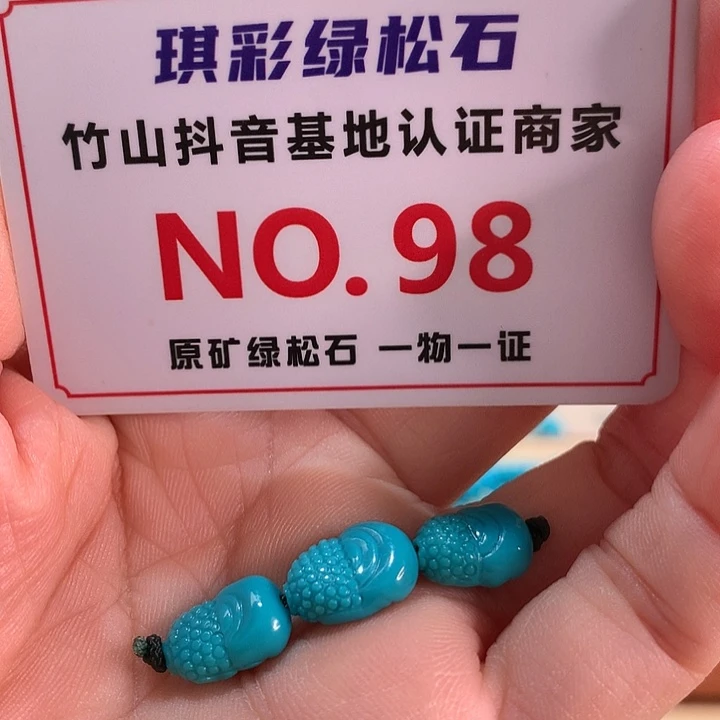 琪彩绿松石
竹山抖音基地认证商家
NO.98
原矿绿松石 一物一证